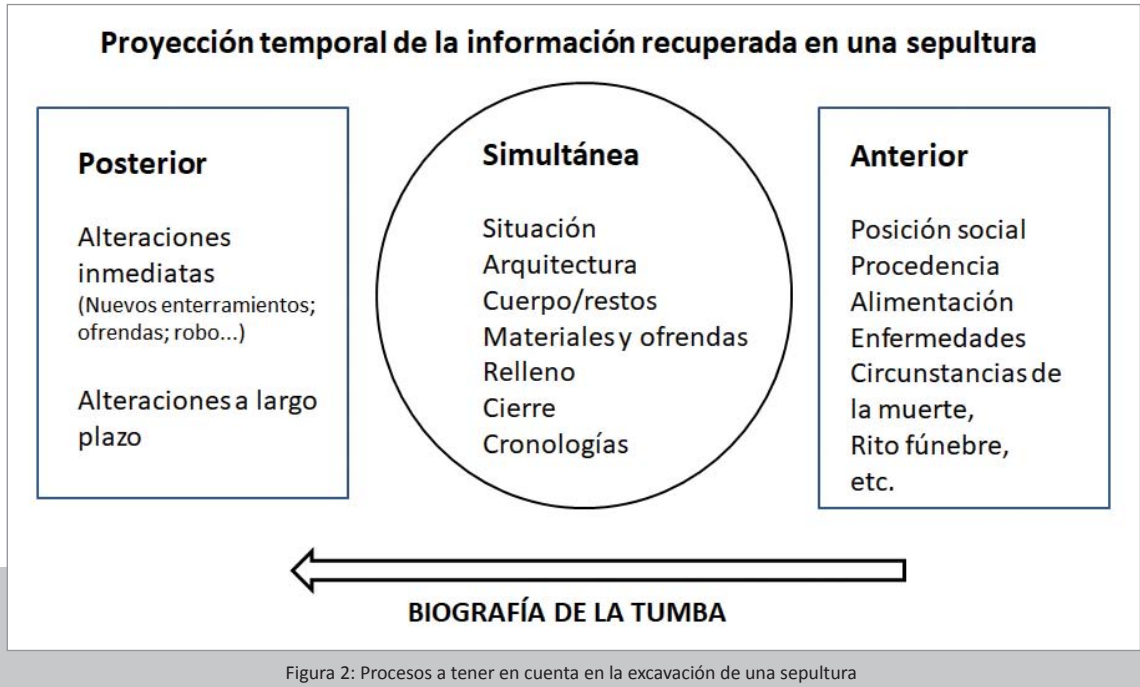 Proyección temporal de la información recuperada en una sepultura
Posterior
Alteraciones
inmediatas
(Nuevos enterramientos;
ofrendas; robo...)
Alteraciones a largo
plazo
Simultánea
Situación
Arquitectura
Cuerpo/restos
Materiales y ofrendas
Relleno
Cierre
Cronologías
Anterior
Posición social
Procedencia
Alimentación
Enfermedades
Circunstancias de
la muerte,
Rito fúnebre,
etc.
BIOGRAFÍA DE LA TUMBA
Figura 2: Procesos a tener en cuenta en la excavación de una sepultura